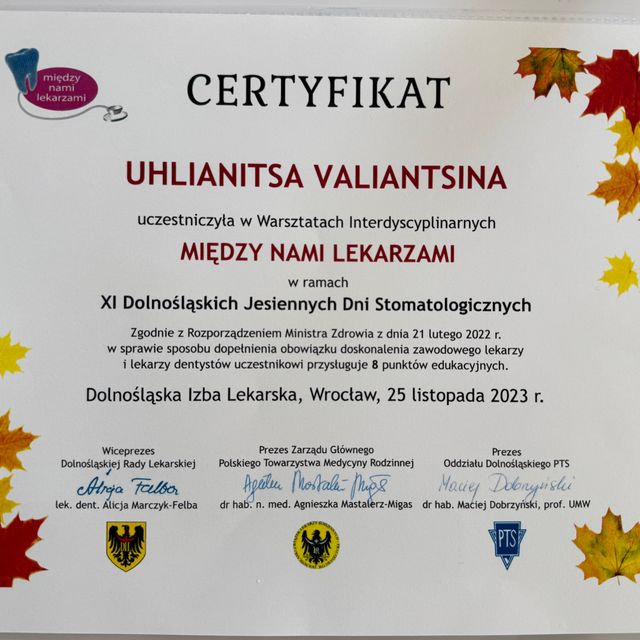 między
nami
lekarzami
CERTYFIKAT
UHLIANITSA VALIANTSINA
uczestniczyła w Warsztatach Interdyscyplinarnych
MIĘDZY NAMI LEKARZAMI
w ramach
XI Dolnośląskich Jesiennych Dni Stomatologicznych
Zgodnie z Rozporządzeniem Ministra Zdrowia z dnia 21 lutego 2022 r.
w sprawie sposobu dopełnienia obowiązku doskonalenia zawodowego lekarzy
i lekarzy dentystów uczestnikowi przysługuje 8 punktów edukacyjnych.
Dolnośląska Izba Lekarska, Wrocław, 25 listopada 2023 r.
Wiceprezes
Dolnośląskiej Rady Lekarskiej
lek. dent. Alicja Marczyk-Felba
Prezes Zarządu Głównego
Polskiego Towarzystwa Medycyny Rodzinnej
dr hab. n. med. Agnieszka Mastalerz-Migas
Prezes
Oddziału Dolnośląskiego PTS
Maciej Dobrzyński
dr hab. Maciej Dobrzyński, prof. UMW
PTS